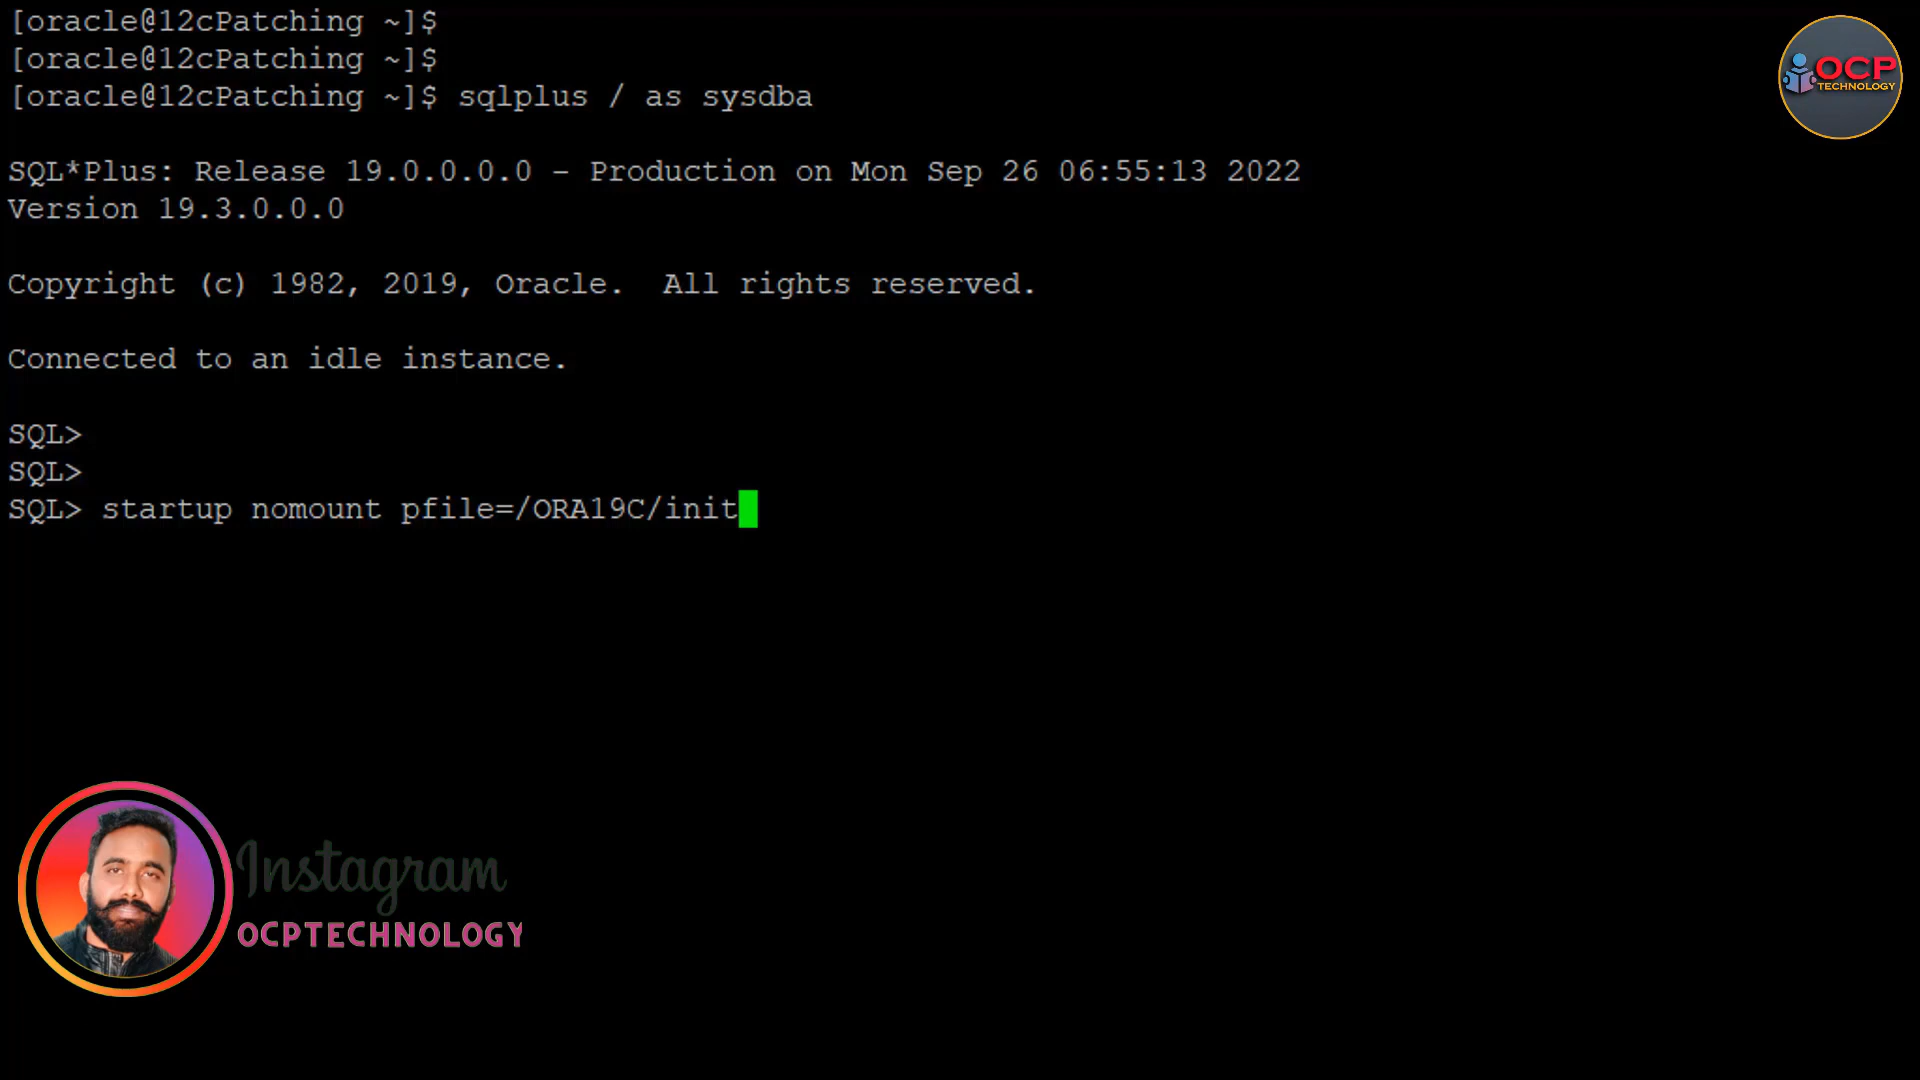 [oracle@12cPatching ~]$
[oracle@12cPatching ~]$
[oracle@12cPatching ~]$ sqlplus / as sysdba
SQL*Plus: Release 19.0.0.0.0 - Production on Mon Sep 26 06:55:13 2022
Version 19.3.0.0.0
Copyright (c) 1982, 2019, Oracle.  All rights reserved.
Connected to an idle instance.
SQL>
SQL>
SQL> startup nomount pfile=/ORA19C/init
OCP
TECHNOLOGY
Instagram
OCPTECHNOLOGY